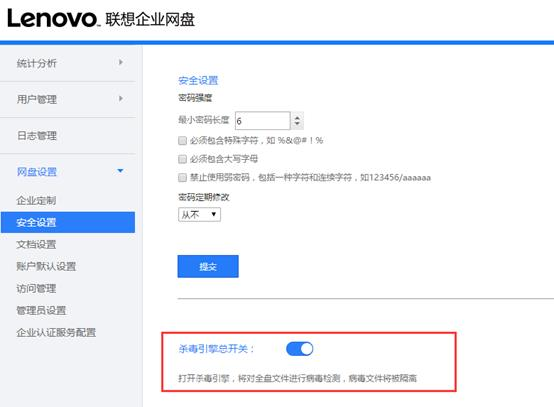 Lenovo 联想企业网盘
统计分析
用户管理
日志管理
网盘设置
企业定制
安全设置
文档设置
账户默认设置
访问管理
管理员设置
企业认证服务配置
安全设置
密码强度
最小密码长度 6
必须包含特殊字符，如 %&@#！%
必须包含大写字母
禁止使用弱密码，包括一种字符和连续字符，如123456/aaaaaa
密码定期修改
从不
提交
杀毒引擎总开关：
打开杀毒引擎，将对全盘文件进行病毒检测，病毒文件将被隔离